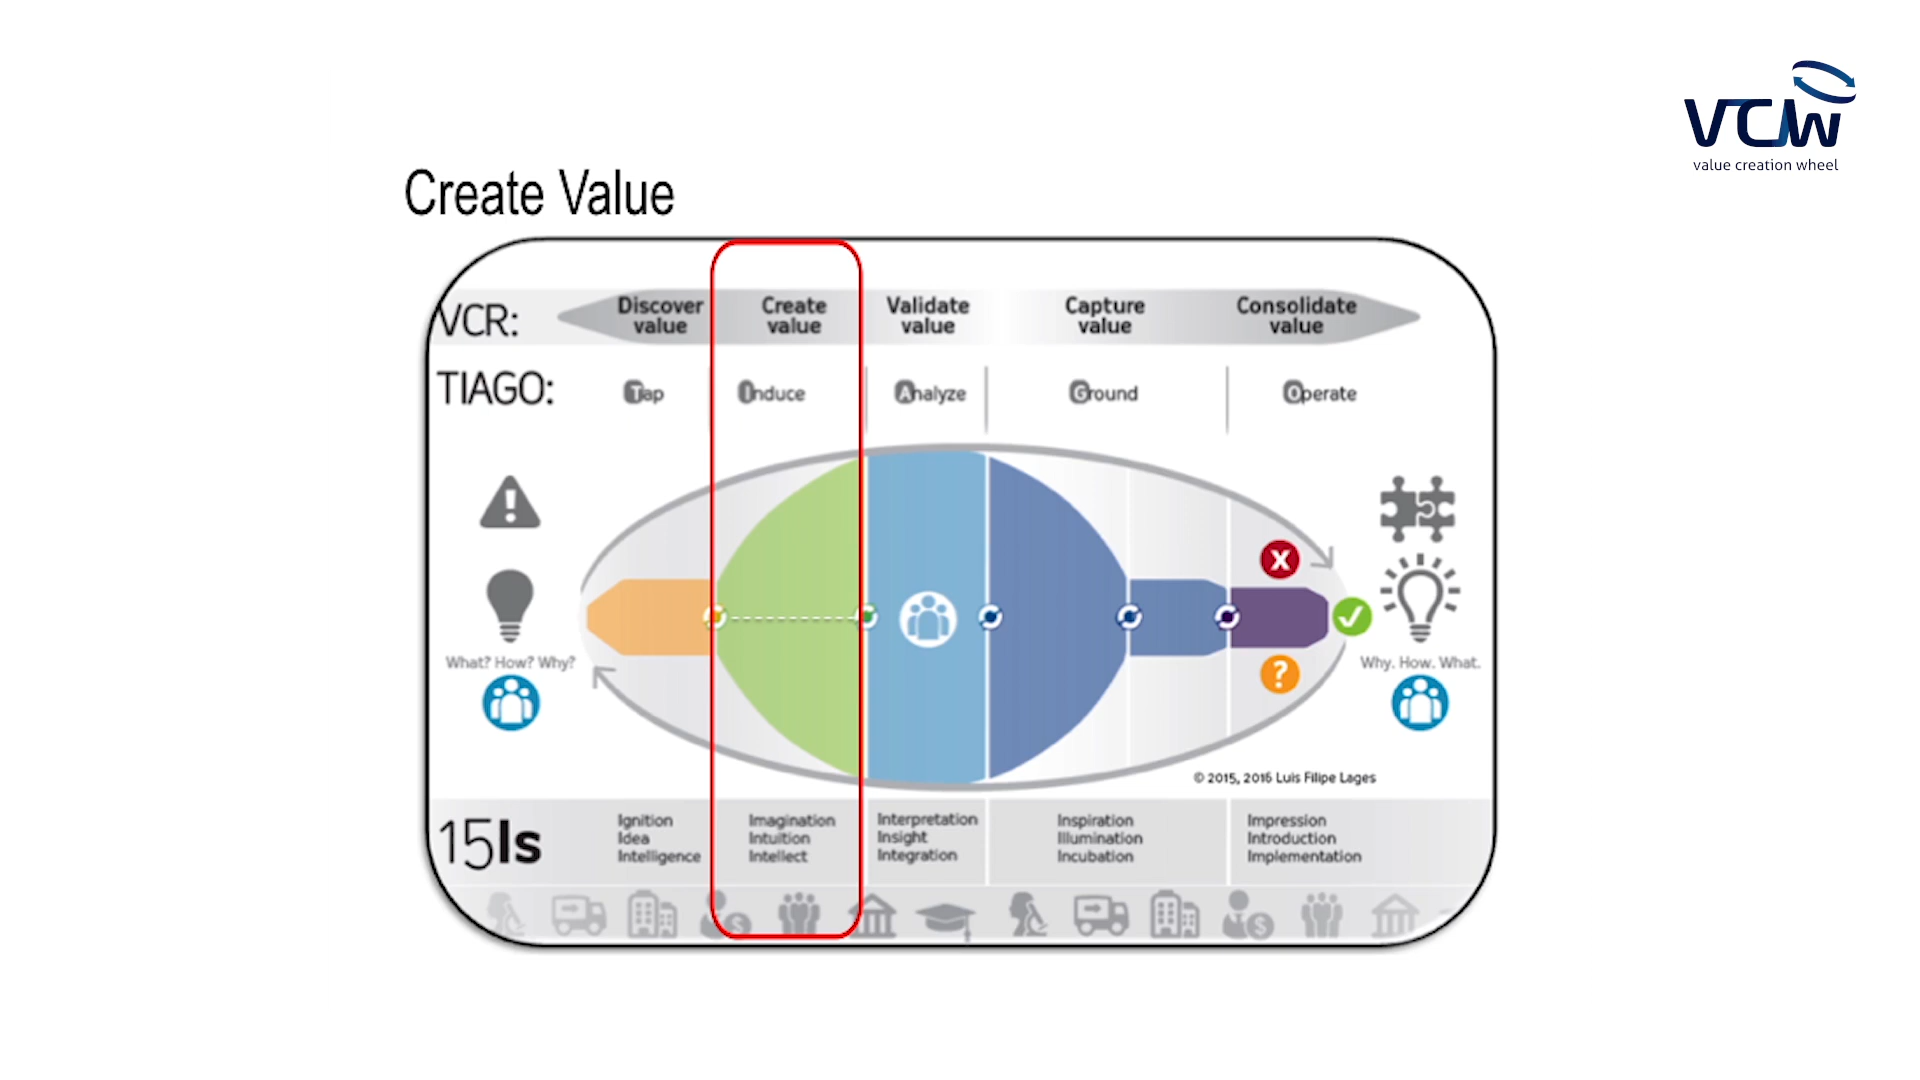 VCW
value creation wheel
Create Value
VCR:
Discover value
Create value
Validate value
Capture value
Consolidate value
TIAGO:
Tap
Induce
Analyze
Ground
Operate
What? How? Why?
Why. How. What.
© 2015, 2016 Luis Filipe Lages
15Is
Ignition
Idea
Intelligence
Imagination
Intuition
Intellect
Interpretation
Insight
Integration
Inspiration
Illumination
Incubation
Impression
Introduction
Implementation